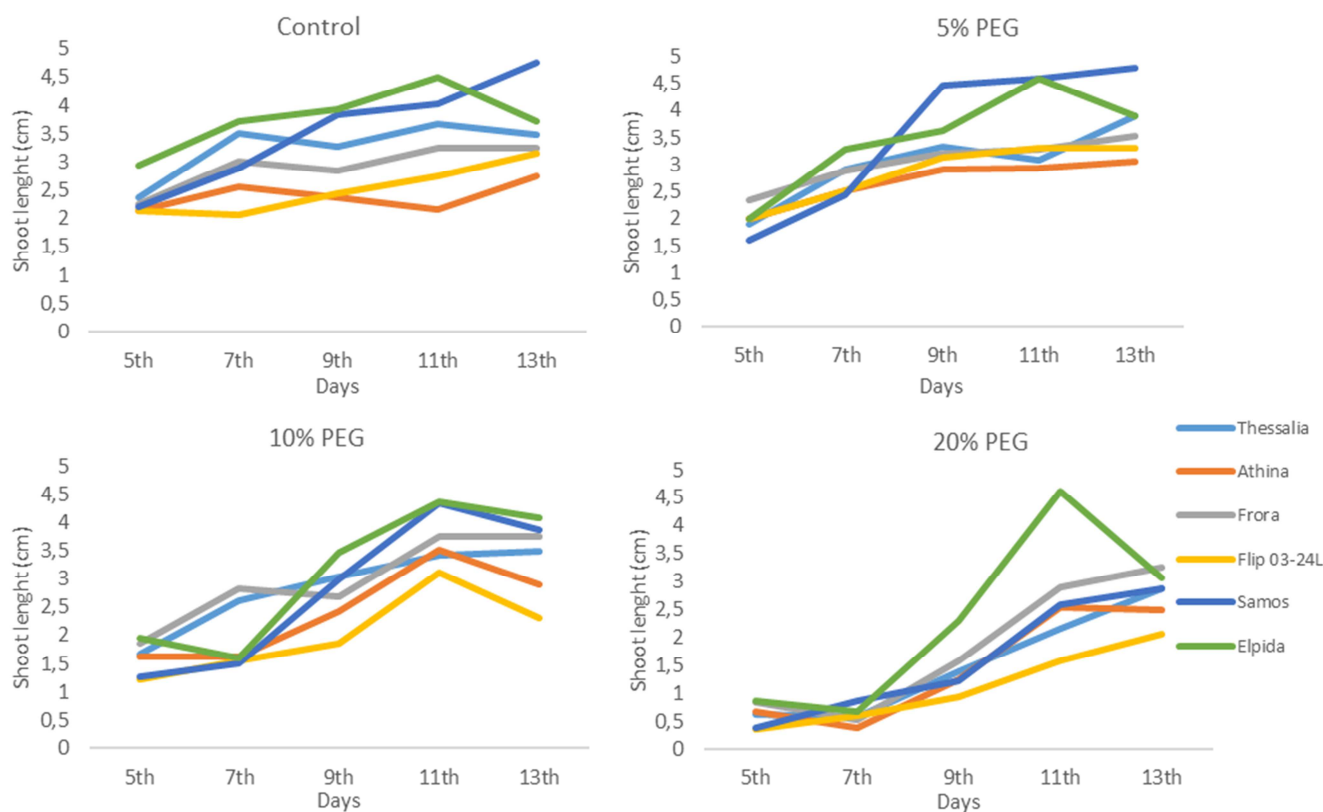 Control
5
4,5
4
3,5
3
2,5
2
1,5
1
0,5
0
Shoot lenght (cm)
5th 7th 9th 11th 13th
Days
5% PEG
5
4,5
4
3,5
3
2,5
2
1,5
1
0,5
0
Shoot lenght (cm)
5th 7th 9th 11th 13th
Days
10% PEG
5
4,5
4
3,5
3
2,5
2
1,5
1
0,5
0
Shoot lenght (cm)
5th 7th 9th 11th 13th
Days
20% PEG
5
4,5
4
3,5
3
2,5
2
1,5
1
0,5
0
Shoot lenght (cm)
5th 7th 9th 11th 13th
Days
Thessalia
Athina
Frora
Flip 03-24L
Samos
Elpida